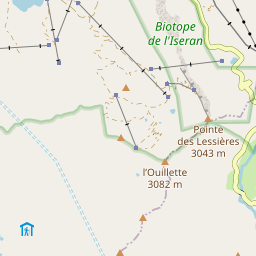 Biotope
de l'Iseran
Pointe
des Lessières
3043 m
l'Ouillette
3082 m